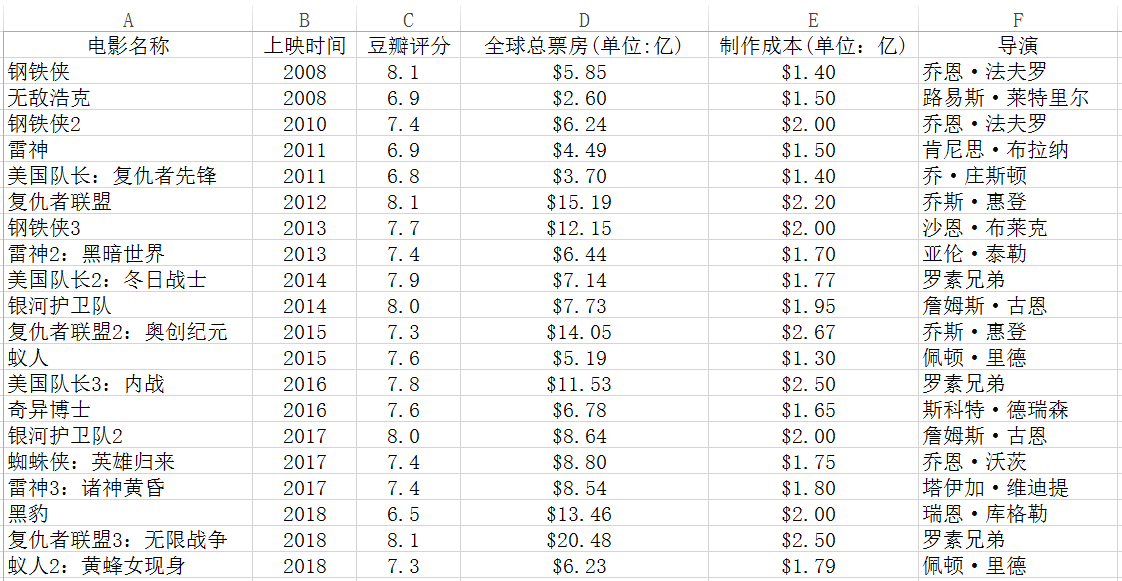 A B C D E F
电影名称 上映时间 豆瓣评分 全球总票房(单位:亿) 制作成本(单位：亿) 导演
钢铁侠 2008 8.1 $5.85 $1.40 乔恩·法夫罗
无敌浩克 2008 6.9 $2.60 $1.50 路易斯·莱特里尔
钢铁侠2 2010 7.4 $6.24 $2.00 乔恩·法夫罗
雷神 2011 6.9 $4.49 $1.50 肯尼思·布拉纳
美国队长：复仇者先锋 2011 6.8 $3.70 $1.40 乔·庄斯顿
复仇者联盟 2012 8.1 $15.19 $2.20 乔斯·惠登
钢铁侠3 2013 7.7 $12.15 $2.00 沙恩·布莱克
雷神2：黑暗世界 2013 7.4 $6.44 $1.70 亚伦·泰勒
美国队长2：冬日战士 2014 7.9 $7.14 $1.77 罗素兄弟
银河护卫队 2014 8.0 $7.73 $1.95 詹姆斯·古恩
复仇者联盟2：奥创纪元 2015 7.3 $14.05 $2.67 乔斯·惠登
蚁人 2015 7.6 $5.19 $1.30 佩顿·里德
美国队长3：内战 2016 7.8 $11.53 $2.50 罗素兄弟
奇异博士 2016 7.6 $6.78 $1.65 斯科特·德瑞森
银河护卫队2 2017 8.0 $8.64 $2.00 詹姆斯·古恩
蜘蛛侠：英雄归来 2017 7.4 $8.80 $1.75 乔恩·沃茨
雷神3：诸神黄昏 2017 7.4 $8.54 $1.80 塔伊加·维迪提
黑豹 2018 6.5 $13.46 $2.00 瑞恩·库格勒
复仇者联盟3：无限战争 2018 8.1 $20.48 $2.50 罗素兄弟
蚁人2：黄蜂女现身 2018 7.3 $6.23 $1.79 佩顿·里德